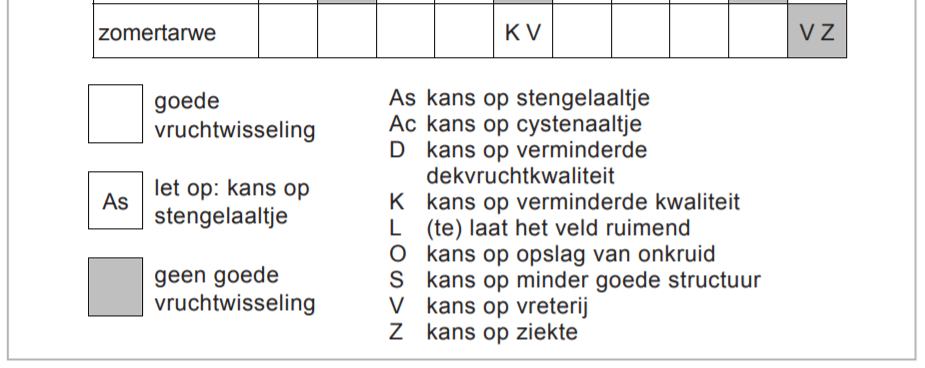 zomertarwe K V V Z
goede
vruchtwisseling
As let op: kans op
stengelaaltje
geen goede
vruchtwisseling
As kans op stengelaaltje
Ac kans op cystenaaltje
D kans op verminderde
dekvruchtkwaliteit
K kans op verminderde kwaliteit
L (te) laat het veld ruimend
O kans op opslag van onkruid
S kans op minder goede structuur
V kans op vreterij
Z kans op ziekte